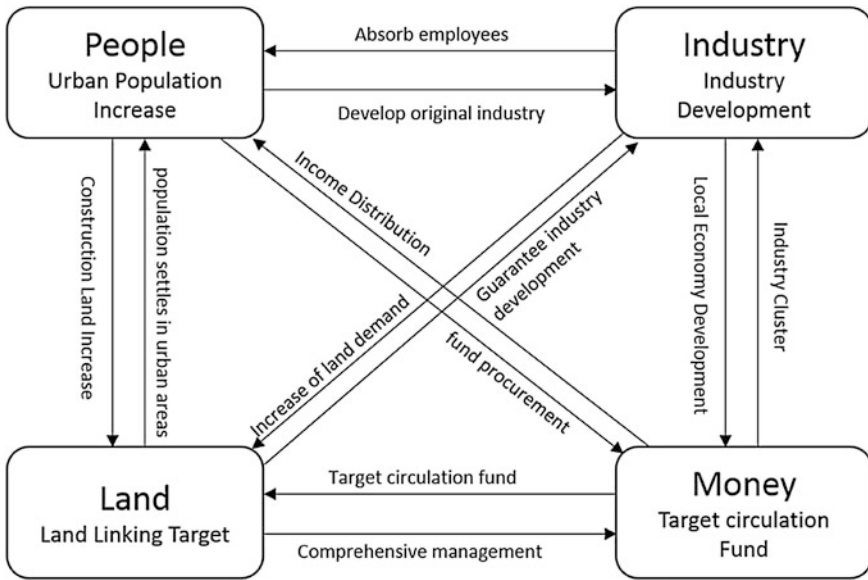 People
Urban Population
Increase
Absorb employees
Develop original industry
Industry
Industry
Development
Construction Land Increase
population settles in urban areas
Income Distribution
fund procurement
Increase of land demand
Guarantee industry
development
Local Economy Development
Industry Cluster
Land
Land Linking Target
Target circulation fund
Comprehensive management
Money
Target circulation
Fund